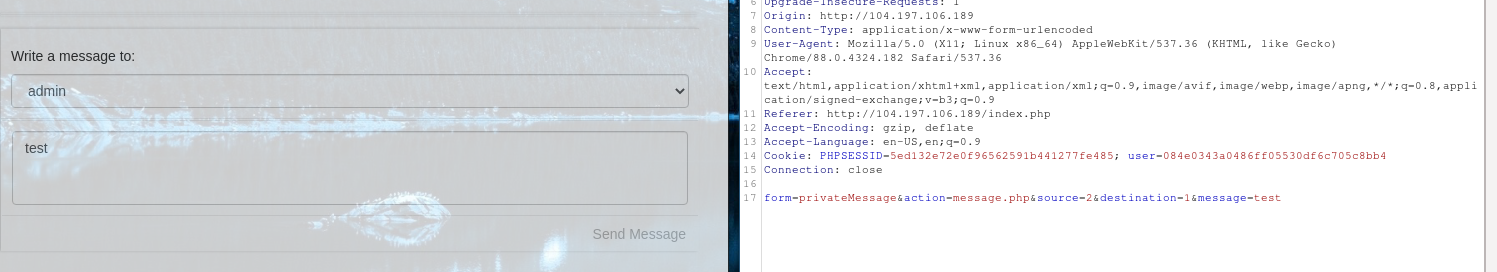 Write a message to:
admin
test
Send Message
6 Upgrade-Insecure-Requests: 1
7 Origin: http://104.197.106.189
8 Content-Type: application/x-www-form-urlencoded
9 User-Agent: Mozilla/5.0 (X11; Linux x86_64) AppleWebKit/537.36 (KHTML, like Gecko)
Chrome/88.0.4324.182 Safari/537.36
10 Accept:
text/html,application/xhtml+xml,application/xml;q=0.9,image/avif,image/webp,image/apng,*/*;q=0.8,appli
cation/signed-exchange;v=b3;q=0.9
11 Referer: http://104.197.106.189/index.php
12 Accept-Encoding: gzip, deflate
13 Accept-Language: en-US,en;q=0.9
14 Cookie: PHPSESSID=5ed132e72e0f96562591b441277fe485; user=084e0343a0486ff05530df6c705c8bb4
15 Connection: close
16
17 form=privateMessage&action=message.php&source=2&destination=1&message=test